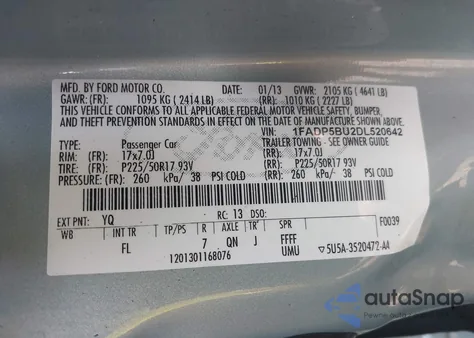 MFD. BY FORD MOTOR CO. DATE: 01/13 GVWR: 2105 KG ( 4641 LB)
GAWR: (FR): 1095 KG ( 2414 LB) (RR): 1010 KG ( 2227 LB)
THIS VEHICLE CONFORMS TO ALL APPLICABLE FEDERAL MOTOR VEHICLE SAFETY, BUMPER,
AND THEFT PREVENTION STANDARDS IN EFFECT ON THE DATE OF MANUFACTURE SHOWN ABOVE.
VIN: 1FADP5BU2DL520642
TYPE: Passenger Car TRAILER TOWING - SEE OWNER GUIDE
RIM: (FR): 17x7.0J (RR): 17x7.0J
TIRE: (FR): P225/50R17 93V (RR): P225/50R17 93V
PRESSURE: (FR): 260 kPa/ 38 PSI COLD (RR): 260 kPa/ 38 PSI COLD
EXT PNT: YQ RC: 13 DSO: F0039
WB INT TR TP/PS R AXLE TR' SPR
FL 7 QN J FFFF
1201301168076 UMU ▽5U5A-3520472-AA
autoSnap
powered by AutoAuctions.io